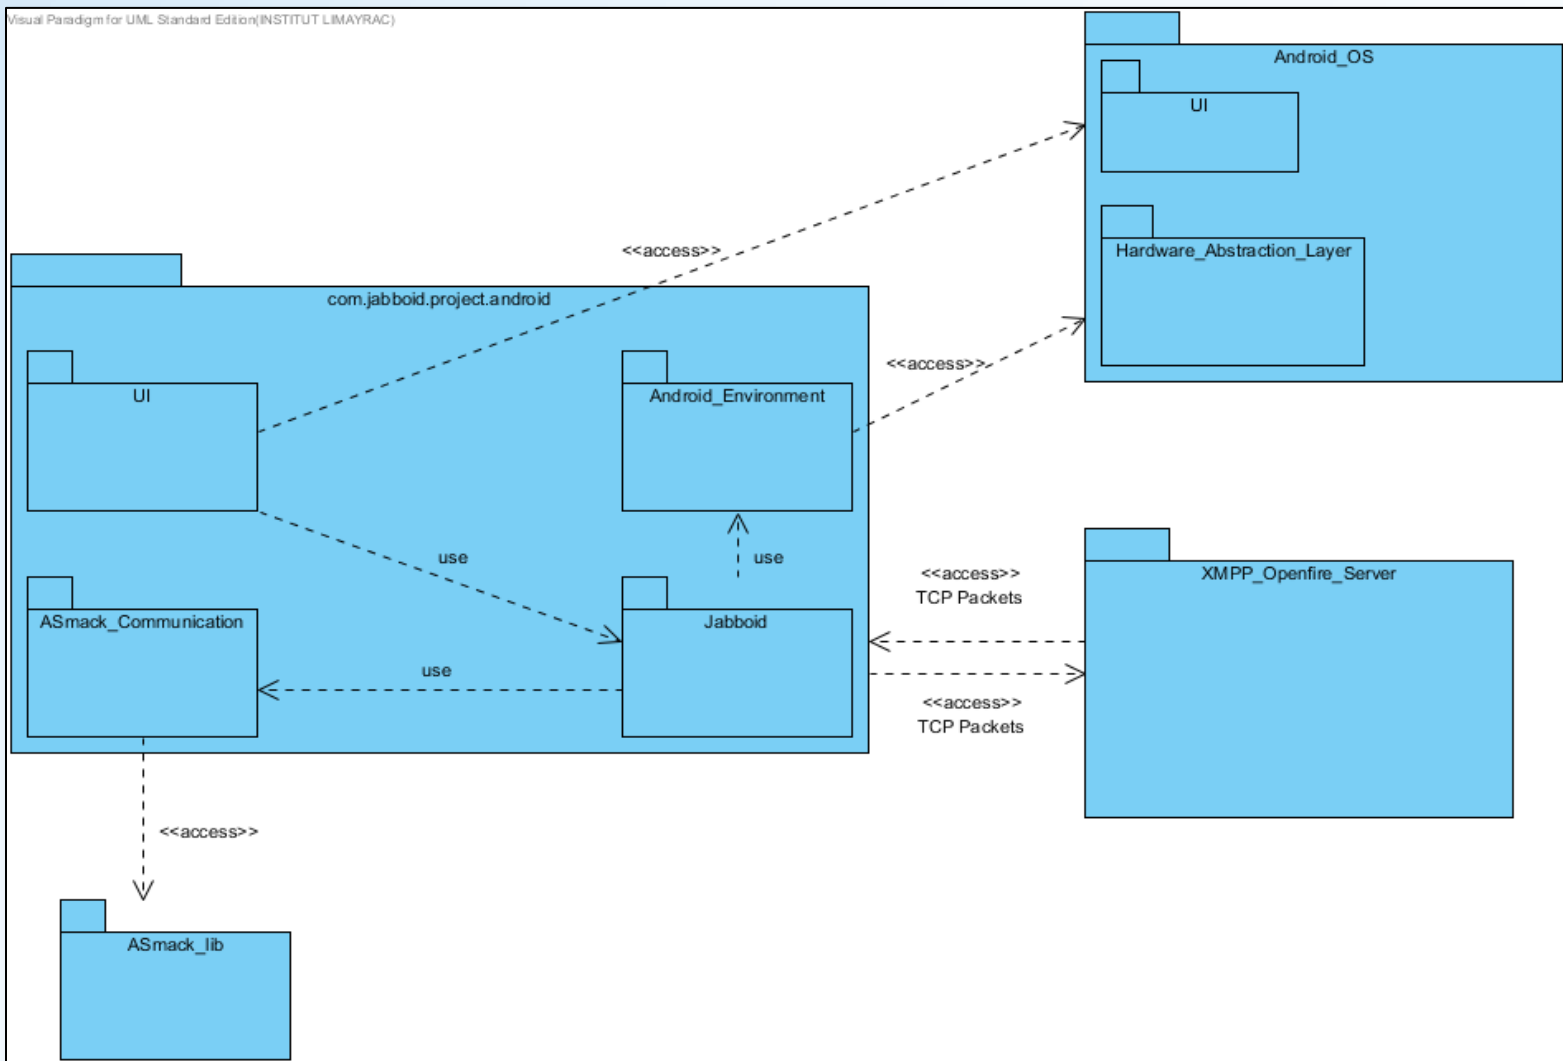 Visual Paradigm for UML Standard Edition(INSTITUT LIMAYRAC)
Android_OS
UI
<<access>>
Hardware_Abstraction_Layer
com.jabboid.project.android
<<access>>
UI
Android_Environment
use
use
<<access>>
TCP Packets
XMPP_Openfire_Server
ASmack_Communication
Jabboid
use
<<access>>
TCP Packets
<<access>>
ASmack_lib